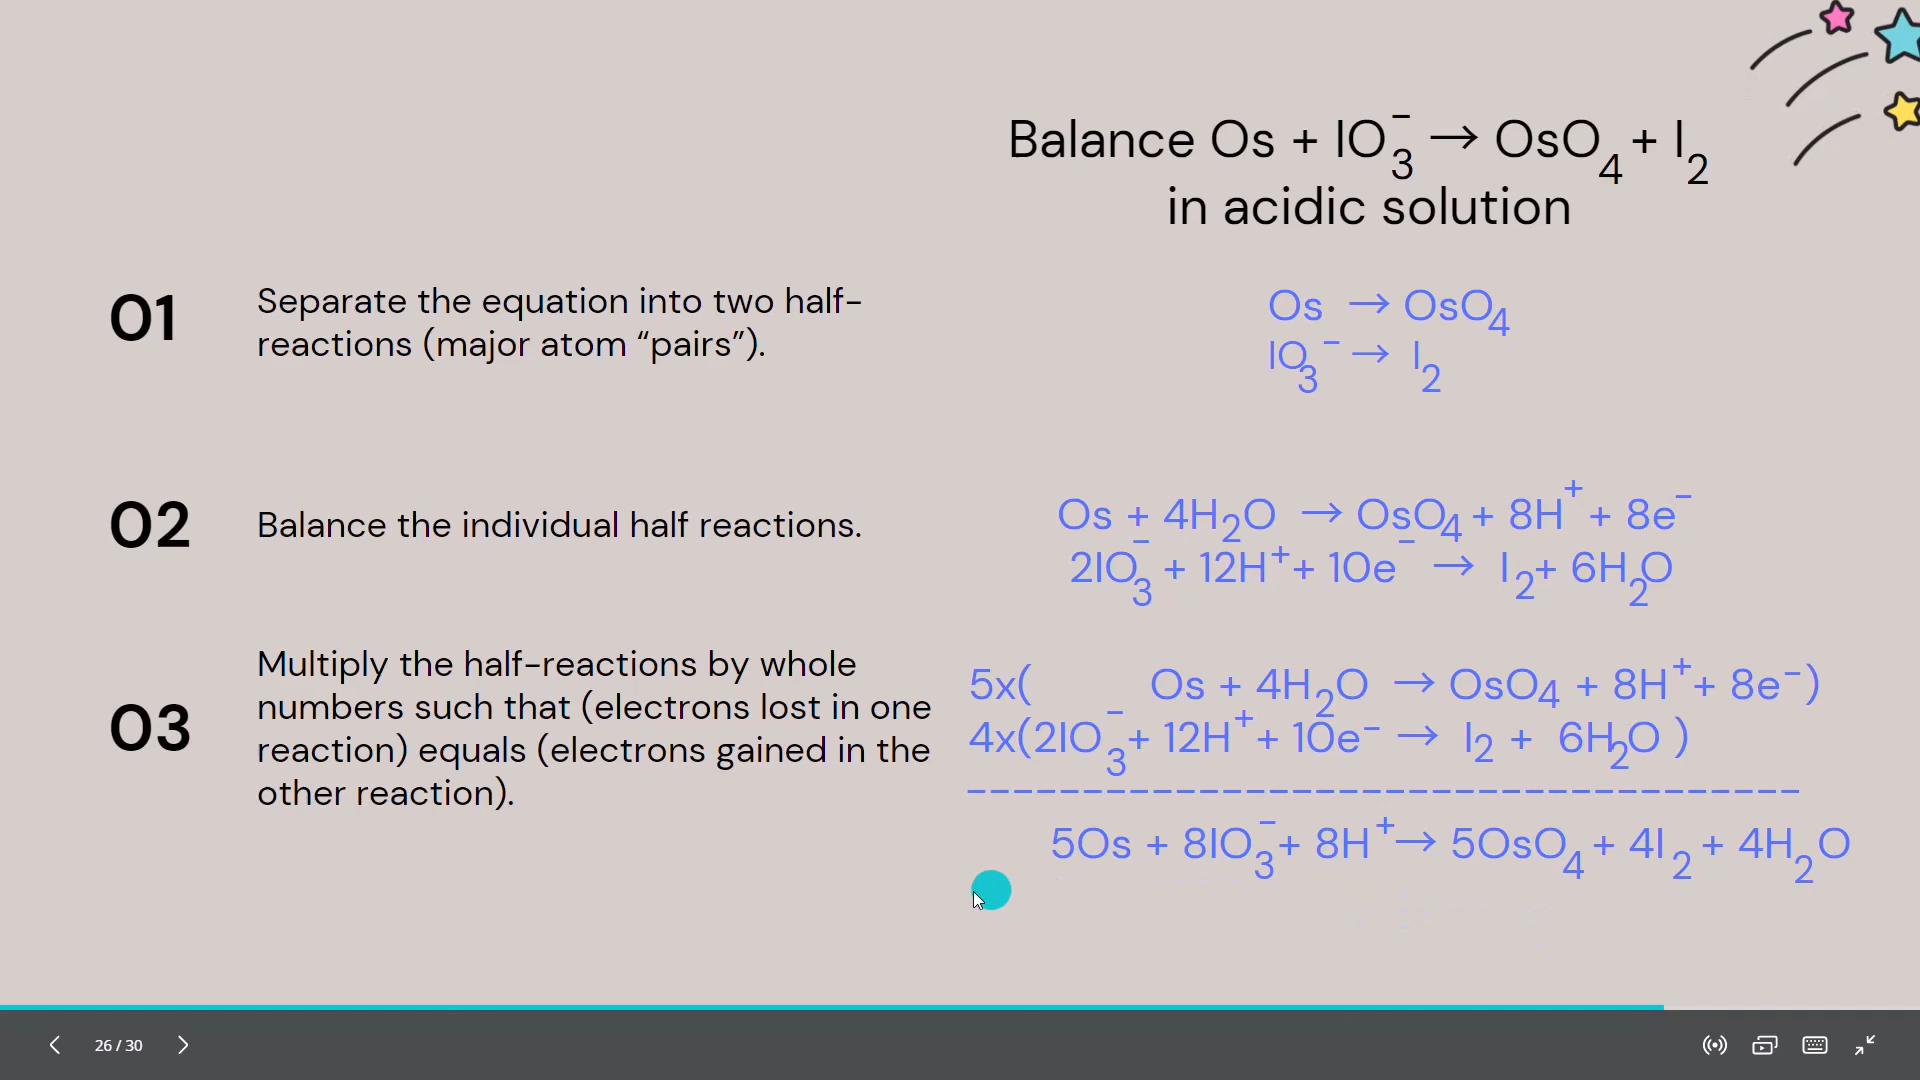 Balance Os + IO₃⁻ → OsO₄ + I₂
in acidic solution
01
Separate the equation into two half-
reactions (major atom “pairs”).
Os → OsO₄
IO₃⁻ → I₂
02
Balance the individual half reactions.
Os + 4H₂O → OsO₄ + 8H⁺ + 8e⁻
2IO₃⁻ + 12H⁺ + 10e⁻ → I₂ + 6H₂O
03
Multiply the half-reactions by whole
numbers such that (electrons lost in one
reaction) equals (electrons gained in the
other reaction).
5x( Os + 4H₂O → OsO₄ + 8H⁺ + 8e⁻)
4x(2IO₃⁻ + 12H⁺ + 10e⁻ → I₂ + 6H₂O )
5Os + 8IO₃⁻ + 8H⁺ → 5OsO₄ + 4I₂ + 4H₂O
26 / 30